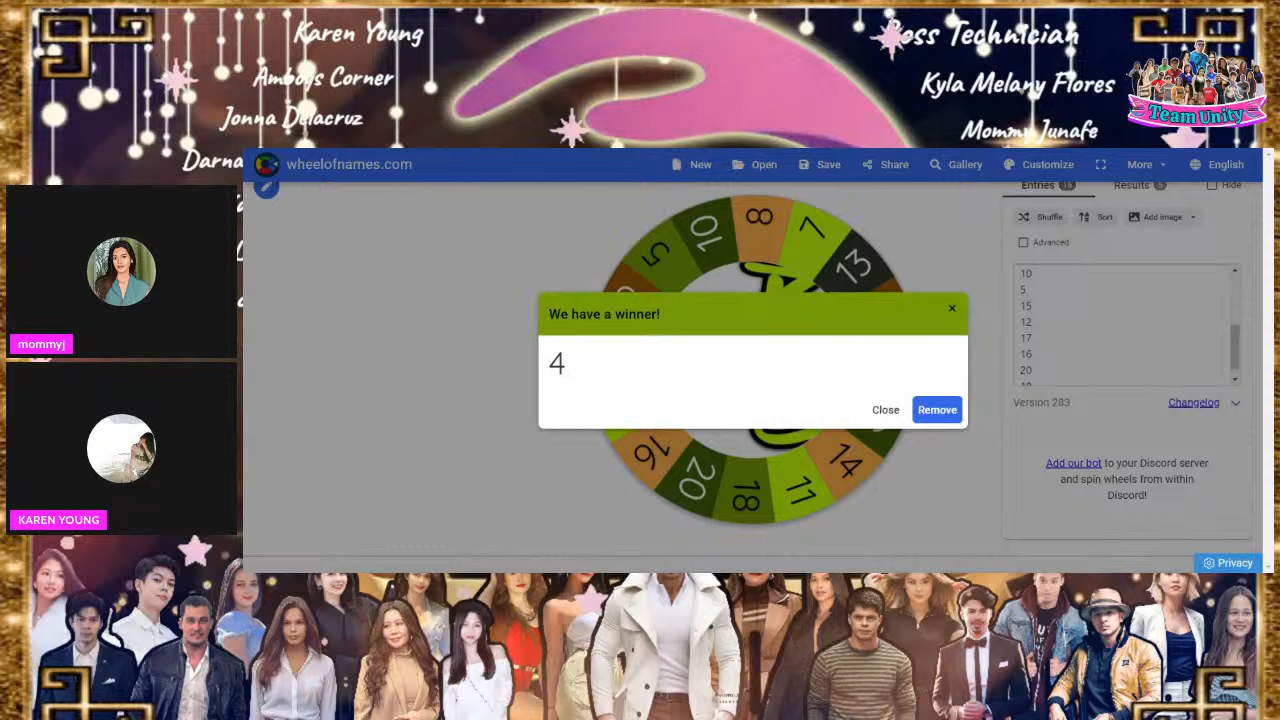 Karen Young
Amboys Corner
Jonna Delacruz
Darna
Boss Technician
Kyla Melany Flores
Mommy Junafe
Team Unity
wheelofnames.com
New
Open
Save
Share
Gallery
Customize
More
English
Entries 15
Results 5
Hide
Shuffle
Sort
Add image
Advanced
10
5
15
12
17
16
20
Version 283
Changelog
Add our bot to your Discord server
and spin wheels from within
Discord!
Privacy
5
10
8
7
13
We have a winner!
4
Close
Remove
16
20
18
11
14
mommyj
KAREN YOUNG